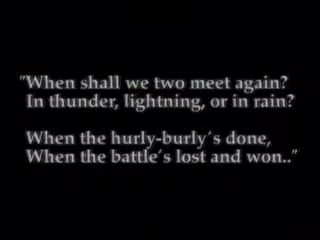 "When shall we two meet again?
In thunder, lightning, or in rain?
When the hurly-burly's done,
When the battle's lost and won.."